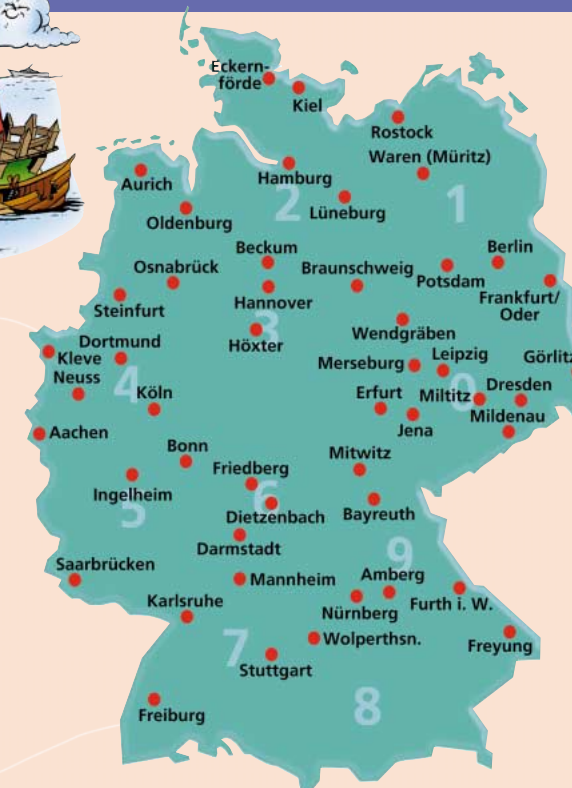 Eckern-
förde
Kiel
Rostock
Waren (Müritz)
Aurich
Hamburg
2
1
Lüneburg
Oldenburg
Beckum
Berlin
Osnabrück
Braunschweig
Potsdam
Hannover
Frankfurt/
Oder
Steinfurt
3
Wendgräben
Höxter
Dortmund
Kleve
Merseburg
Leipzig
Görlitz
Neuss
4
Köln
Erfurt
Miltitz
0
Dresden
Mildenau
Jena
Aachen
Bonn
Mitwitz
Friedberg
Ingelheim
5
6
Dietzenbach
Bayreuth
Darmstadt
9
Saarbrücken
Mannheim
Amberg
Karlsruhe
Nürnberg
Furth i. W.
7
Wolperthsn.
Freyung
Stuttgart
8
Freiburg